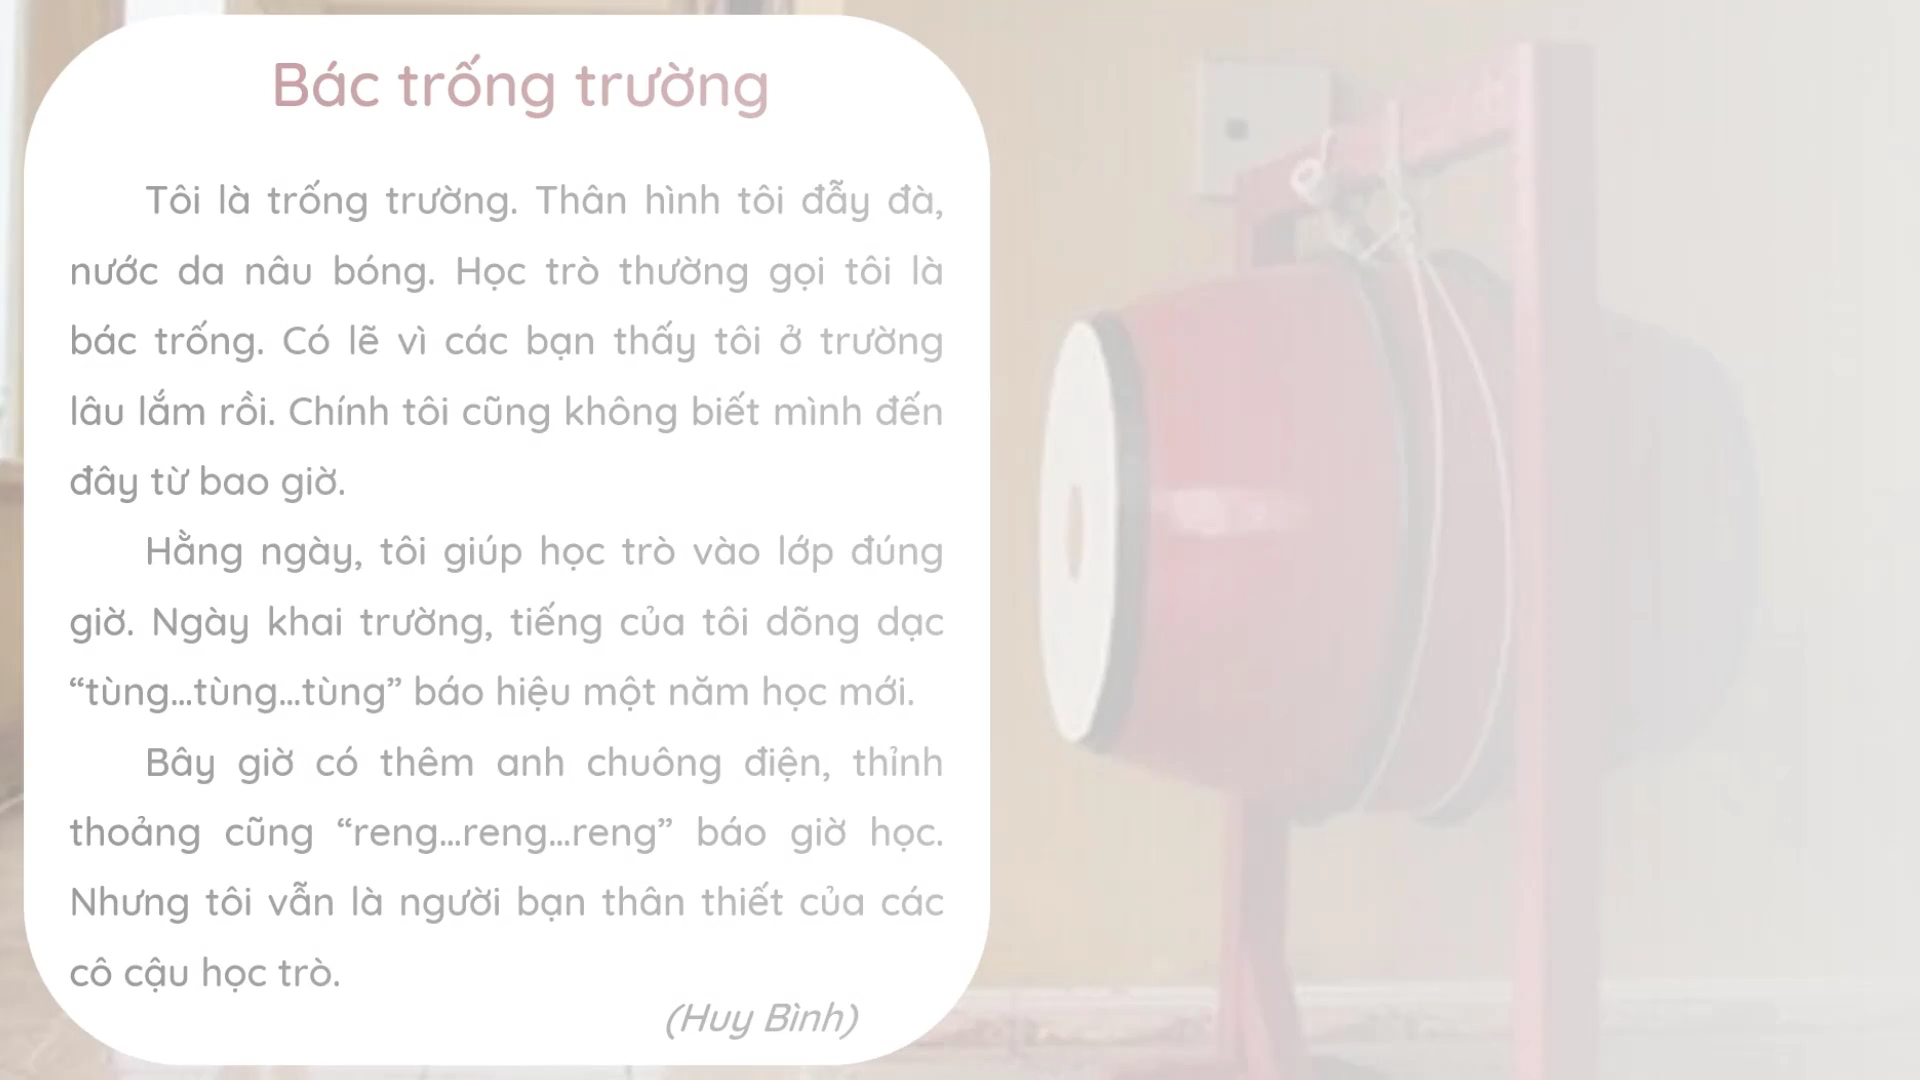 Bác trống trường
Tôi là trống trường. Thân hình tôi đẫy đà,
nước da nâu bóng. Học trò thường gọi tôi là
bác trống. Có lẽ vì các bạn thấy tôi ở trường
lâu lắm rồi. Chính tôi cũng không biết mình đến
đây từ bao giờ.
Hằng ngày, tôi giúp học trò vào lớp đúng
giờ. Ngày khai trường, tiếng của tôi dõng dạc
“tùng...tùng...tùng” báo hiệu một năm học mới.
Bây giờ có thêm anh chuông điện, thỉnh
thoảng cũng “reng...reng...reng” báo giờ học.
Nhưng tôi vẫn là người bạn thân thiết của các
cô cậu học trò.
(Huy Bình)